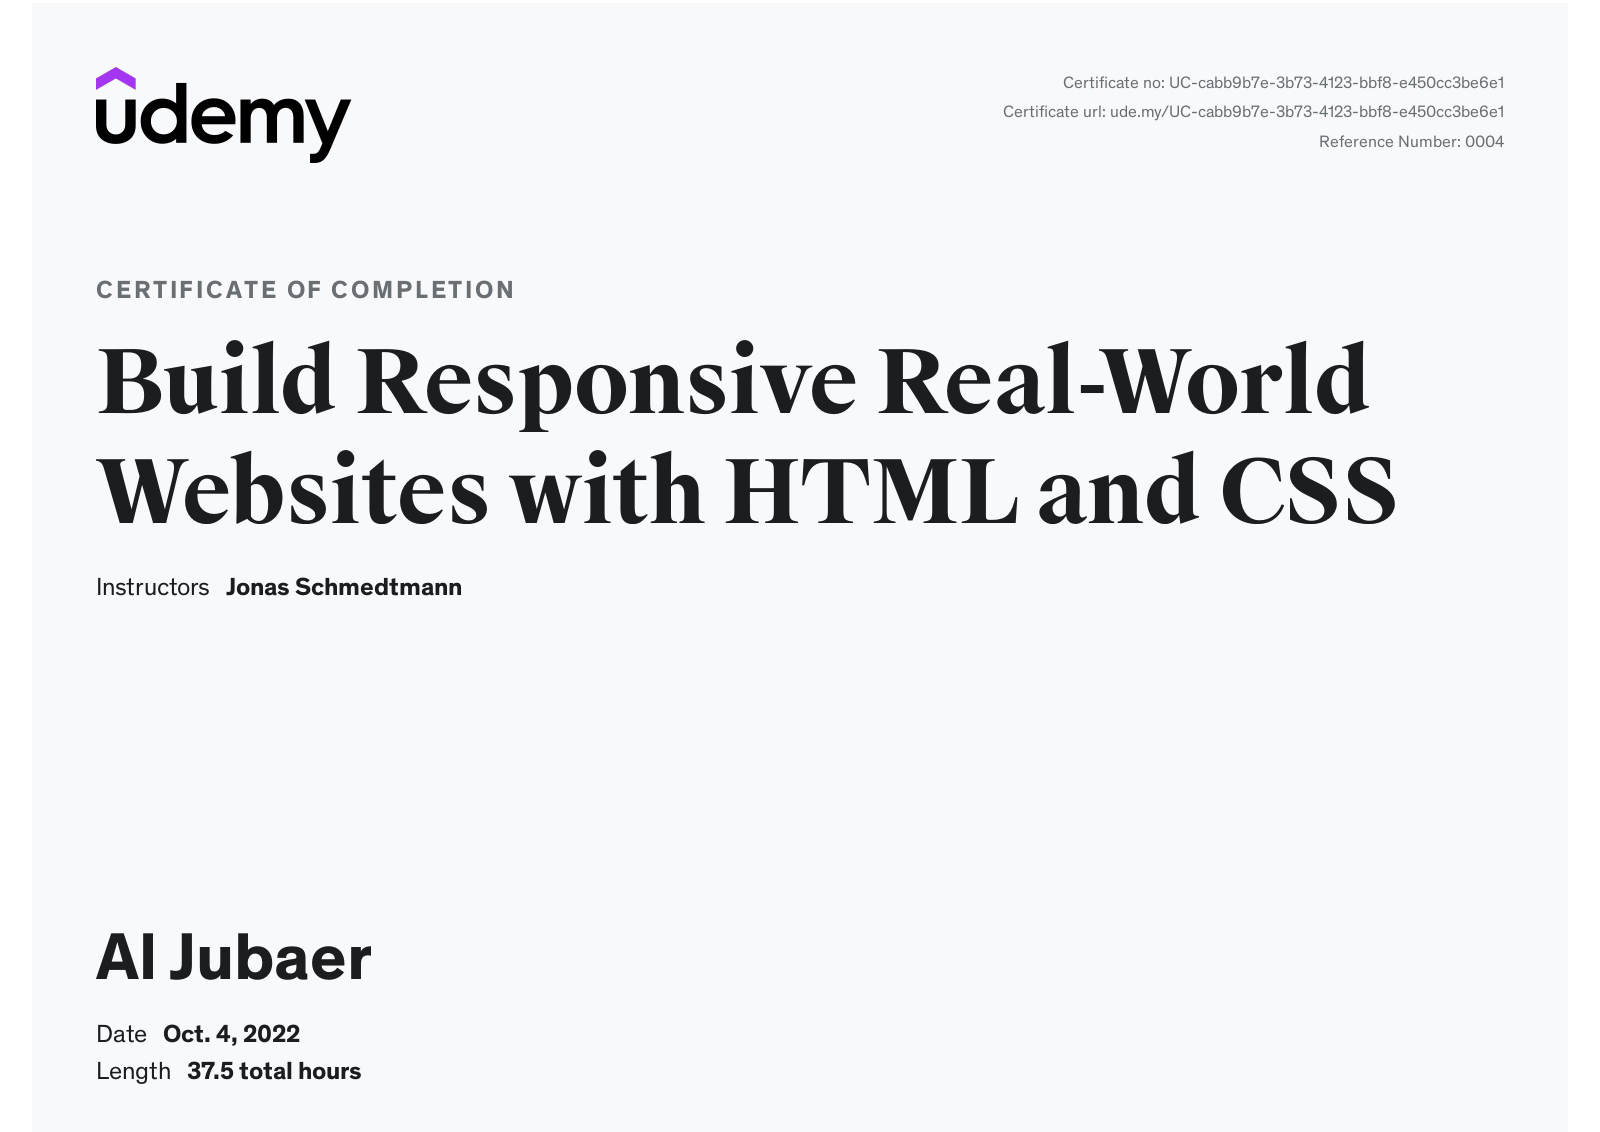 udemy
Certificate no: UC-cabb9b7e-3b73-4123-bbf8-e450cc3be6e1
Certificate url: ude.my/UC-cabb9b7e-3b73-4123-bbf8-e450cc3be6e1
Reference Number: 0004
CERTIFICATE OF COMPLETION
Build Responsive Real-World
Websites with HTML and CSS
Instructors Jonas Schmedtmann
Al Jubaer
Date Oct. 4, 2022
Length 37.5 total hours